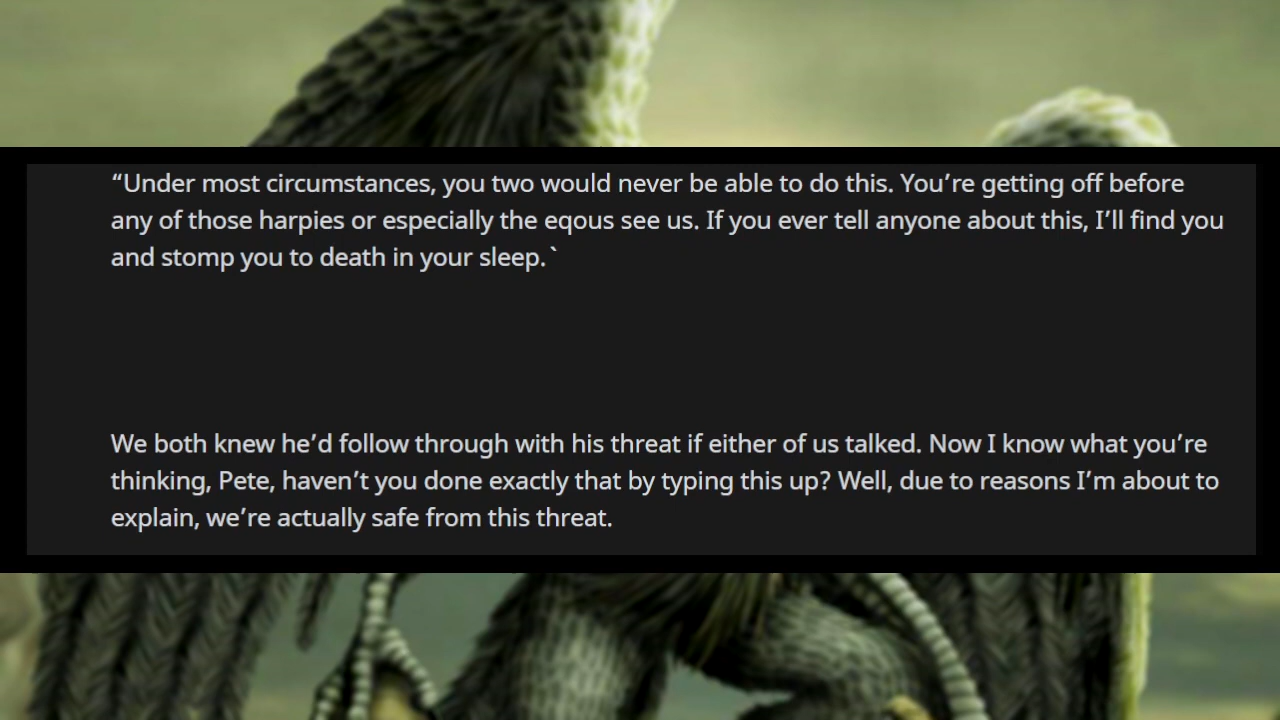 “Under most circumstances, you two would never be able to do this. You’re getting off before
any of those harpies or especially the eqous see us. If you ever tell anyone about this, I’ll find you
and stomp you to death in your sleep.`
We both knew he’d follow through with his threat if either of us talked. Now I know what you’re
thinking, Pete, haven’t you done exactly that by typing this up? Well, due to reasons I’m about to
explain, we’re actually safe from this threat.